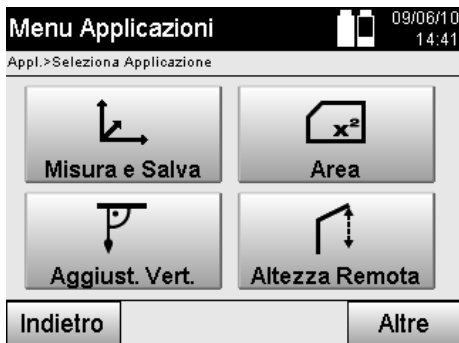 Menu Applicazioni
09/06/10
14:41
Appl.>Seleziona Applicazione
Misura e Salva
x²
Area
Aggiust. Vert.
Altezza Remota
Indietro
Altre